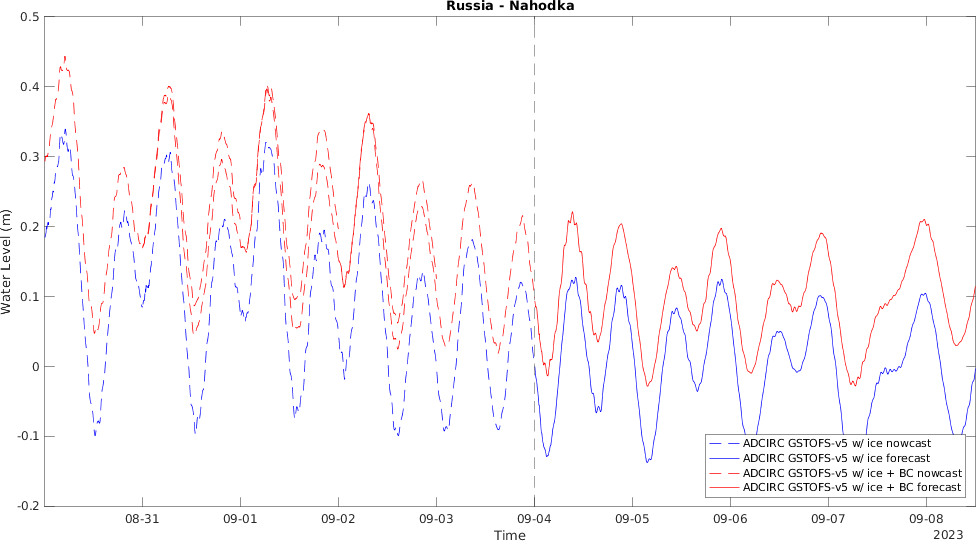 Russia - Nahodka
0.5
0.4
0.3
0.2
0.1
0
-0.1
-0.2
Water Level (m)
08-31 09-01 09-02 09-03 09-04 09-05 09-06 09-07 09-08
Time
2023
ADCIRC GSTOFS-v5 w/ ice nowcast
ADCIRC GSTOFS-v5 w/ ice forecast
ADCIRC GSTOFS-v5 w/ ice + BC nowcast
ADCIRC GSTOFS-v5 w/ ice + BC forecast